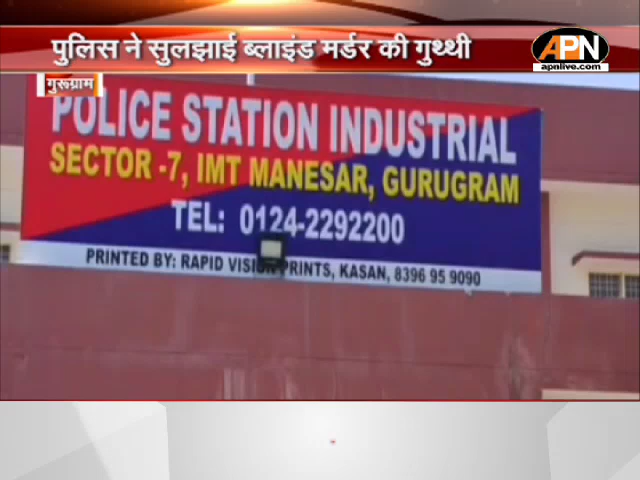 पुलिस ने सुलझाई ब्लाइंड मर्डर की गुथ्थी
APN
apnlive.com
गुरूग्राम
POLICE STATION INDUSTRIAL
SECTOR -7, IMT MANESAR, GURUGRAM
TEL: 0124-2292200
PRINTED BY: RAPID VISION PRINTS, KASAN, 8396 95 9090